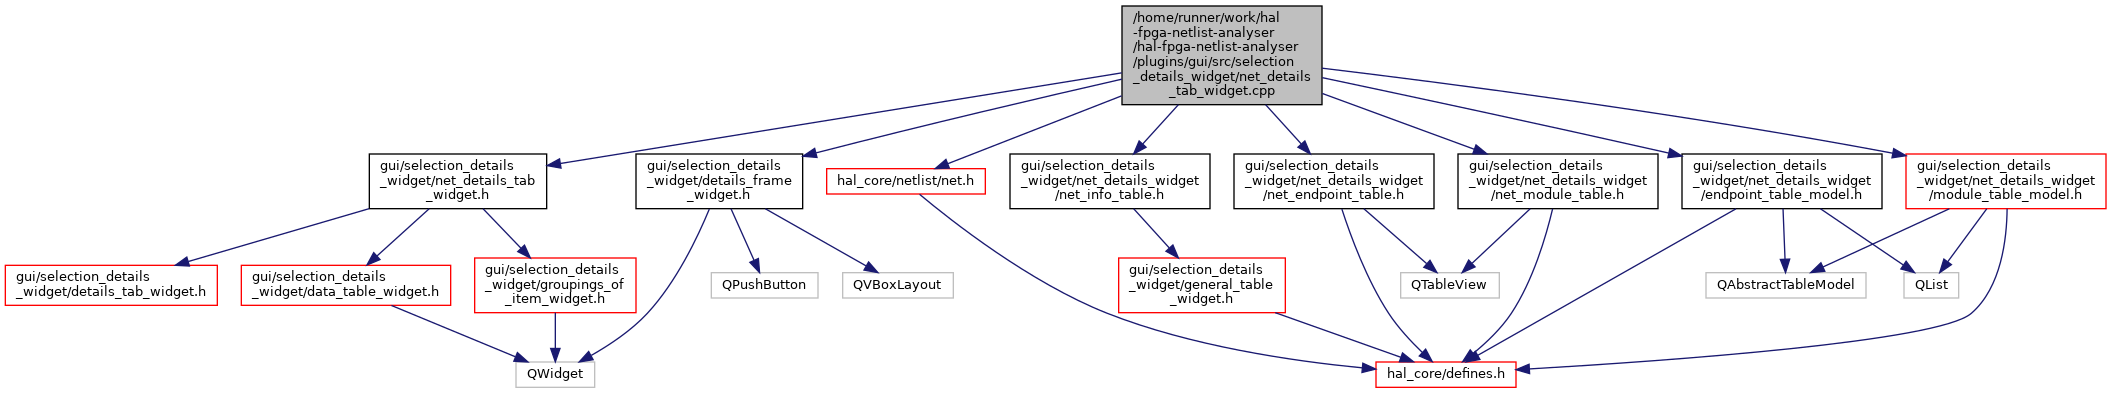 /home/runner/work/hal
-fpga-netlist-analyser
/hal-fpga-netlist-analyser
/plugins/gui/src/selection
_details_widget/net_details
_tab_widget.cpp
gui/selection_details
_widget/net_details_tab
_widget.h
gui/selection_details
_widget/details_frame
_widget.h
hal_core/netlist/net.h
gui/selection_details
_widget/net_details_widget
/net_info_table.h
gui/selection_details
_widget/net_details_widget
/net_endpoint_table.h
gui/selection_details
_widget/net_details_widget
/net_module_table.h
gui/selection_details
_widget/net_details_widget
/endpoint_table_model.h
gui/selection_details
_widget/net_details_widget
/module_table_model.h
gui/selection_details
_widget/details_tab_widget.h
gui/selection_details
_widget/data_table_widget.h
gui/selection_details
_widget/groupings_of
_item_widget.h
QPushButton
QVBoxLayout
gui/selection_details
_widget/general_table
_widget.h
QTableView
QAbstractTableModel
QList
QWidget
hal_core/defines.h